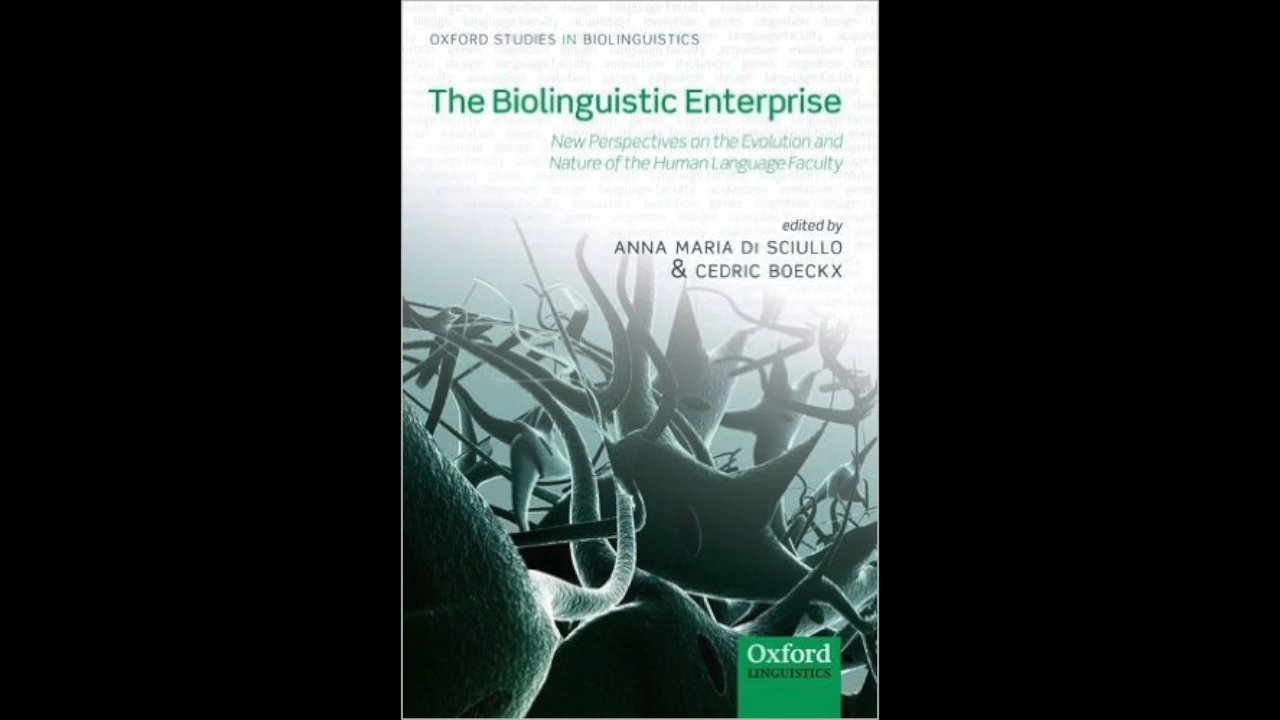 OXFORD STUDIES IN BIOLINGUISTICS
The Biolinguistic Enterprise
New Perspectives on the Evolution and
Nature of the Human Language Faculty
edited by
ANNA MARIA DI SCIULLO
& CEDRIC BOECKX
Oxford
LINGUISTICS